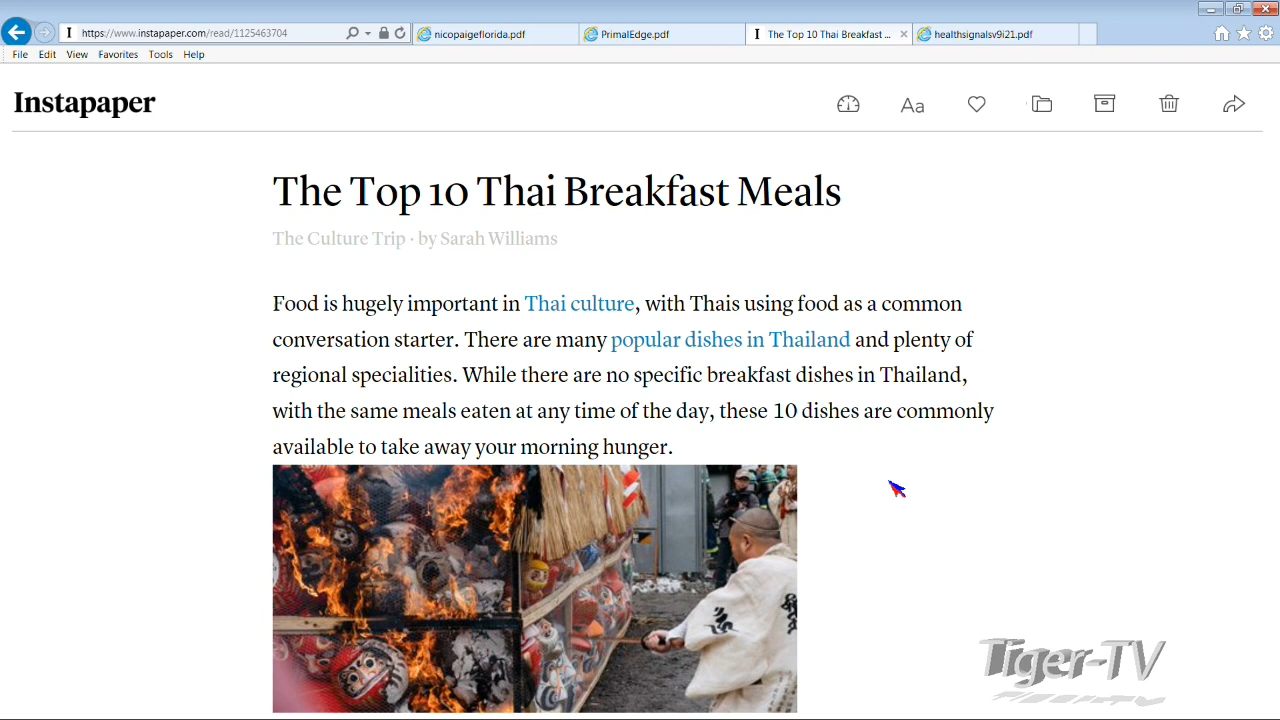 https://www.instapaper.com/read/1125463704
nicopaigeflorida.pdf
PrimalEdge.pdf
The Top 10 Thai Breakfast ...
healthsignalsv9i21.pdf
File Edit View Favorites Tools Help
Instapaper
Aa
The Top 10 Thai Breakfast Meals
The Culture Trip · by Sarah Williams
Food is hugely important in Thai culture, with Thais using food as a common
conversation starter. There are many popular dishes in Thailand and plenty of
regional specialities. While there are no specific breakfast dishes in Thailand,
with the same meals eaten at any time of the day, these 10 dishes are commonly
available to take away your morning hunger.
Tiger-TV